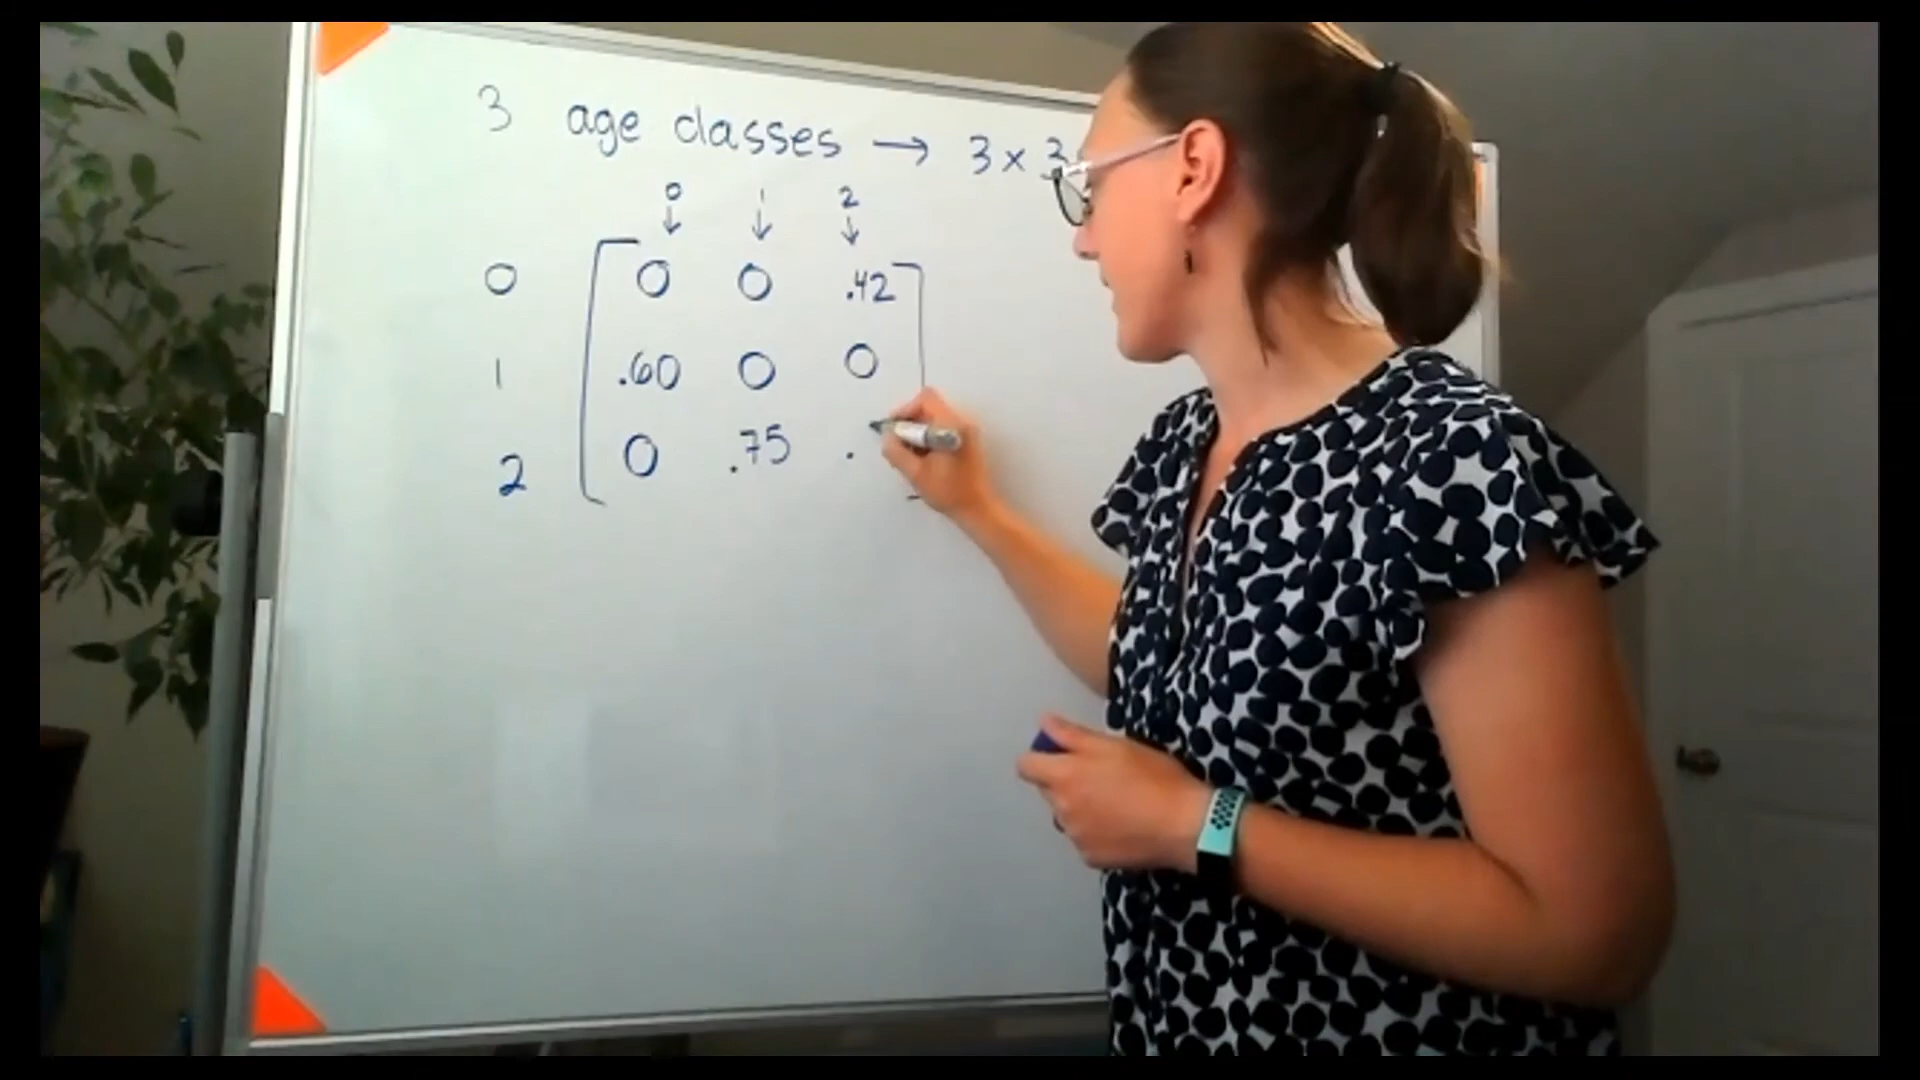 3 age classes → 3 x 3
0 1 2
↓ ↓ ↓
0 0 0 .42
1 .60 0 0
2 0 .75 .